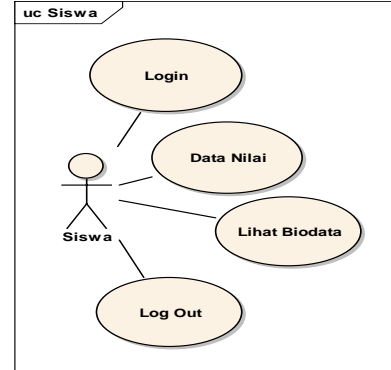 uc Siswa
Login
Data Nilai
Lihat Biodata
Siswa
Log Out